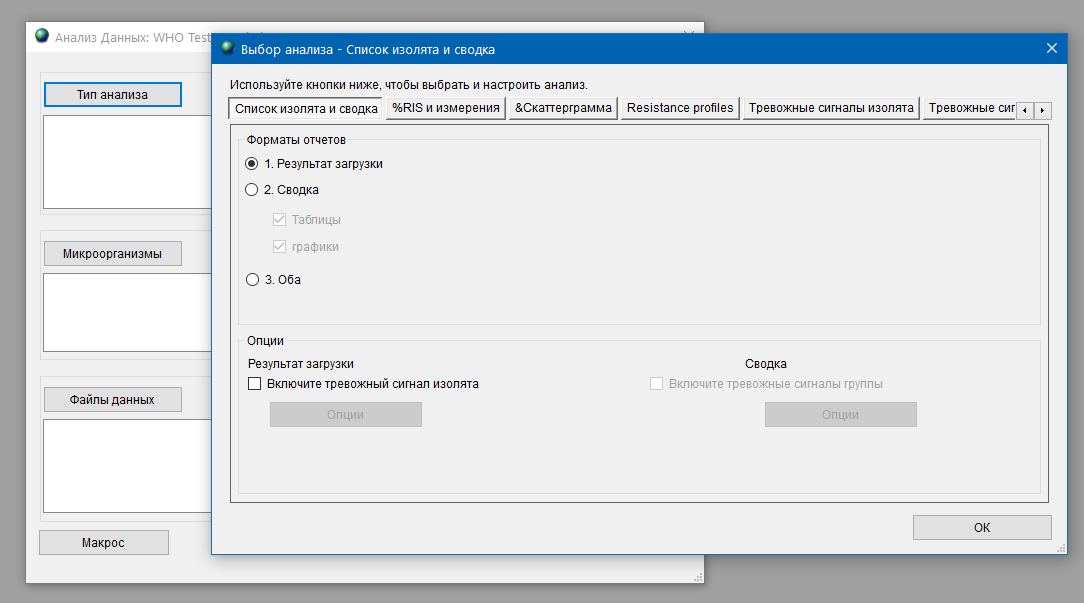 Анализ Данных: WHO Test
Выбор анализа - Список изолята и сводка
Используйте кнопки ниже, чтобы выбрать и настроить анализ.
Тип анализа
Список изолята и сводка
%RIS и измерения
&Скаттерграмма
Resistance profiles
Тревожные сигналы изолята
Тревожные сиг
Форматы отчетов
1. Результат загрузки
2. Сводка
Таблицы
графики
Микроорганизмы
3. Оба
Опции
Результат загрузки
Сводка
Включите тревожный сигнал изолята
Включите тревожные сигналы группы
Файлы данных
Опции
Опции
Макрос
ОК